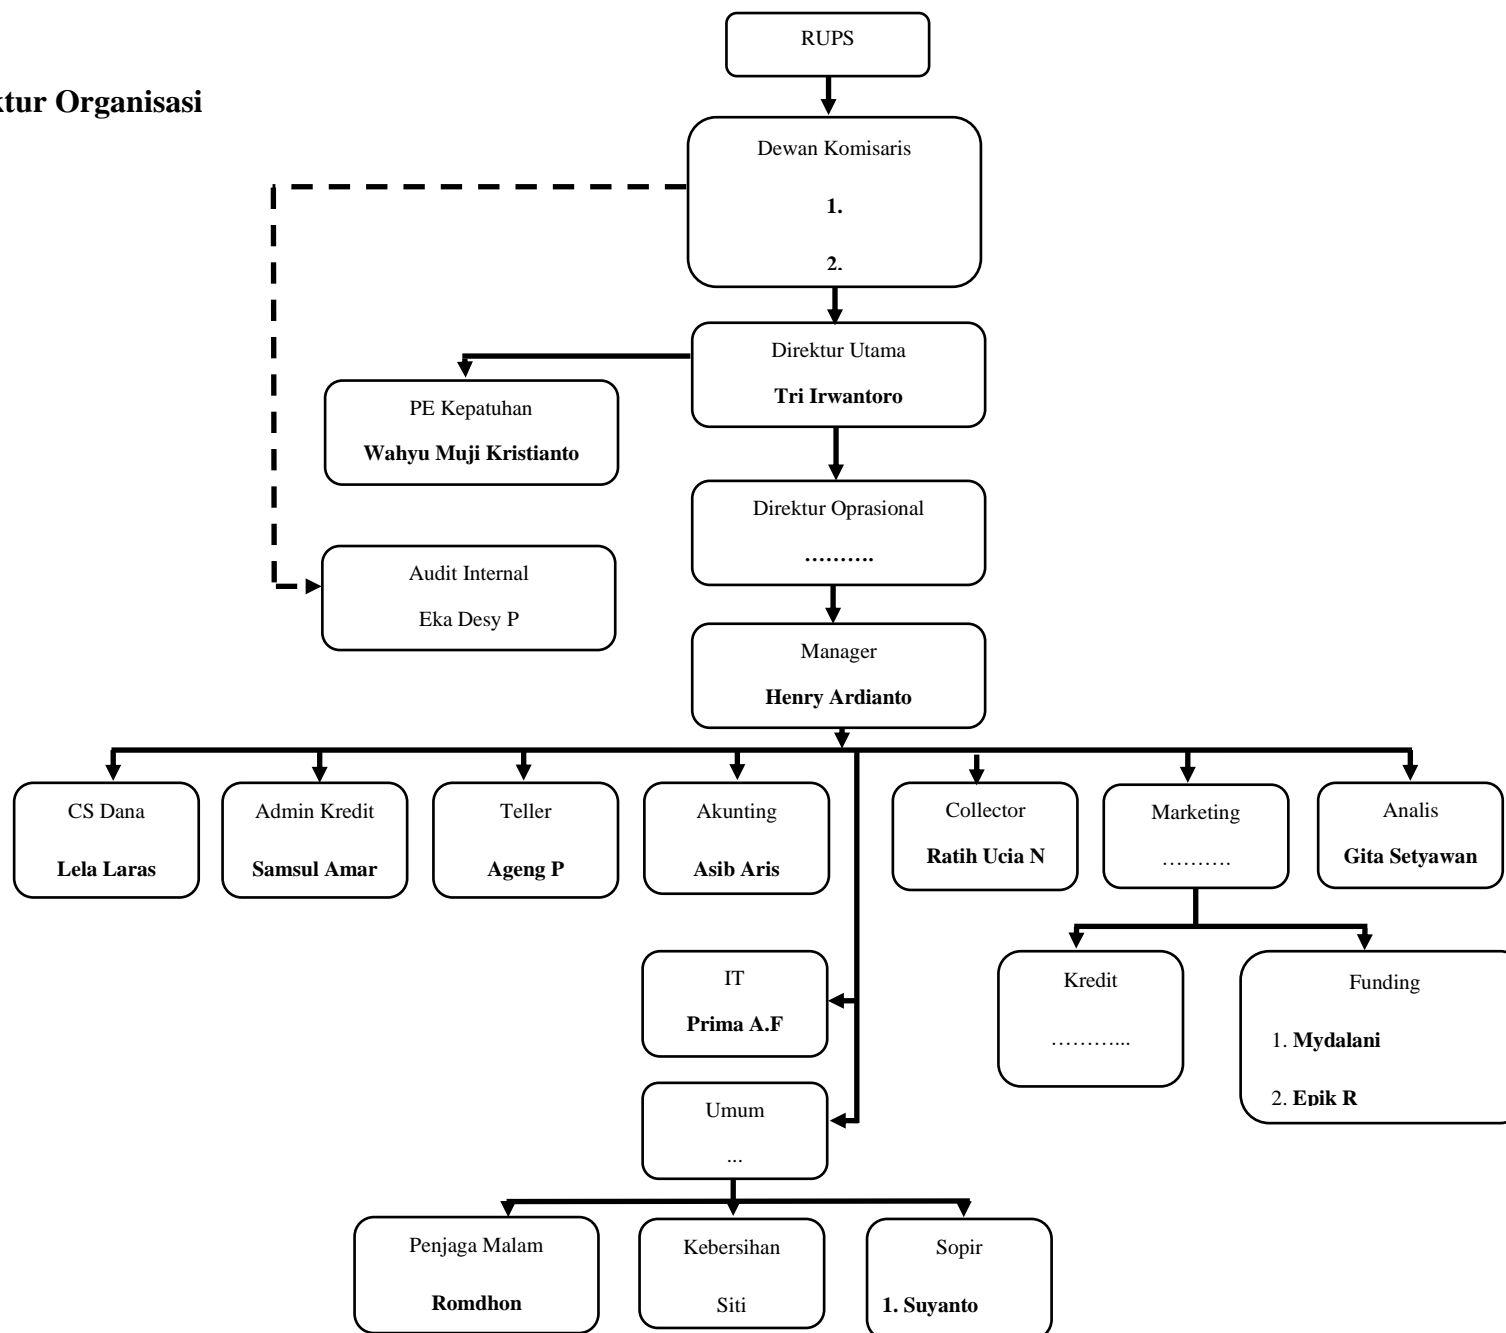 RUPS
ktur Organisasi
Dewan Komisaris
1.
2.
Direktur Utama
Tri Irwantoro
PE Kepatuhan
Wahyu Muji Kristianto
Direktur Oprasional
……….
Audit Internal
Eka Desy P
Manager
Henry Ardianto
CS Dana
Lela Laras
Admin Kredit
Samsul Amar
Teller
Ageng P
Akunting
Asib Aris
Collector
Ratih Ucia N
Marketing
……….
Analis
Gita Setyawan
IT
Prima A.F
Kredit
………...
Funding
1. Mydalani
2. Epik R
Umum
...
Penjaga Malam
Romdhon
Kebersihan
Siti
Sopir
1. Suyanto